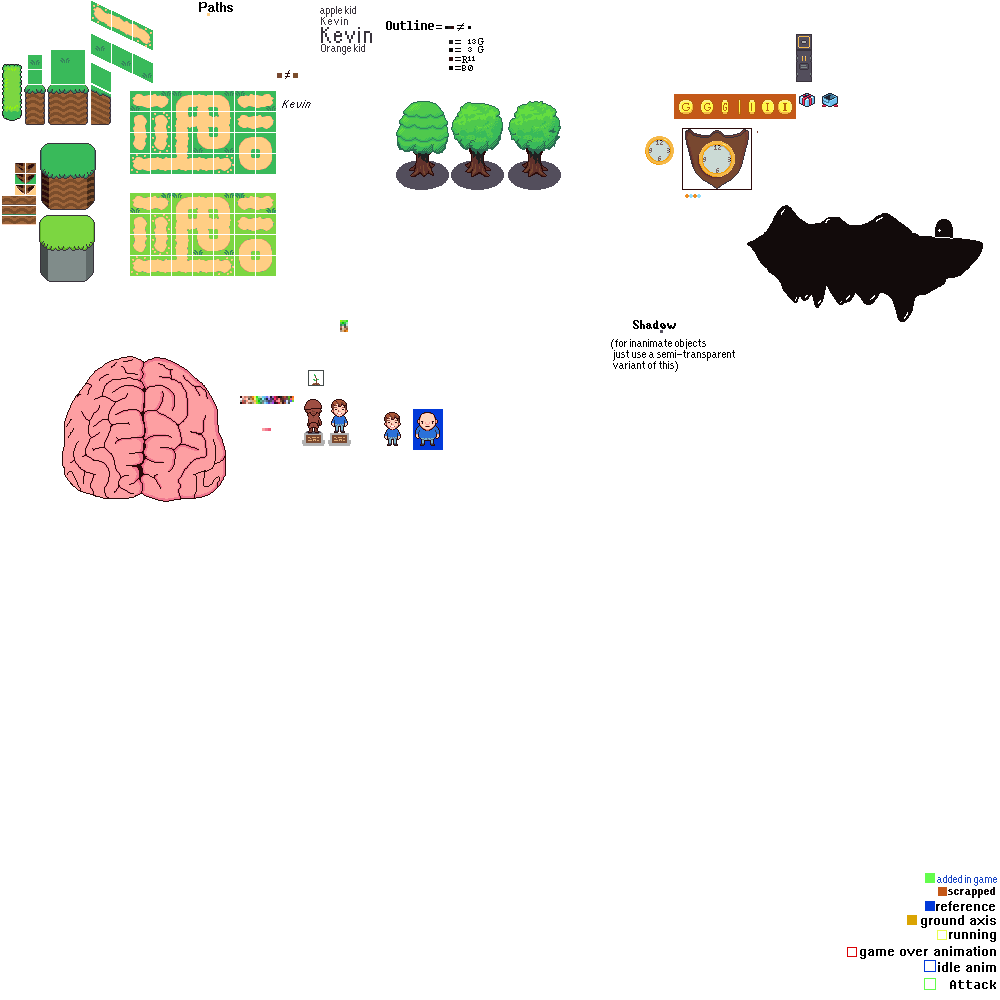 Paths
apple kid
Kevin
Kevin
Orange kid
Outline=
= 13G
= 3 G
=R11
=B0
Kevin
G G G I I I
12
9 3
6
12
9 3
6
Shadow
(for inanimate objects
just use a semi-transparent
variant of this)
added in game
scrapped
reference
ground axis
running
game over animation
idle anim
Attack